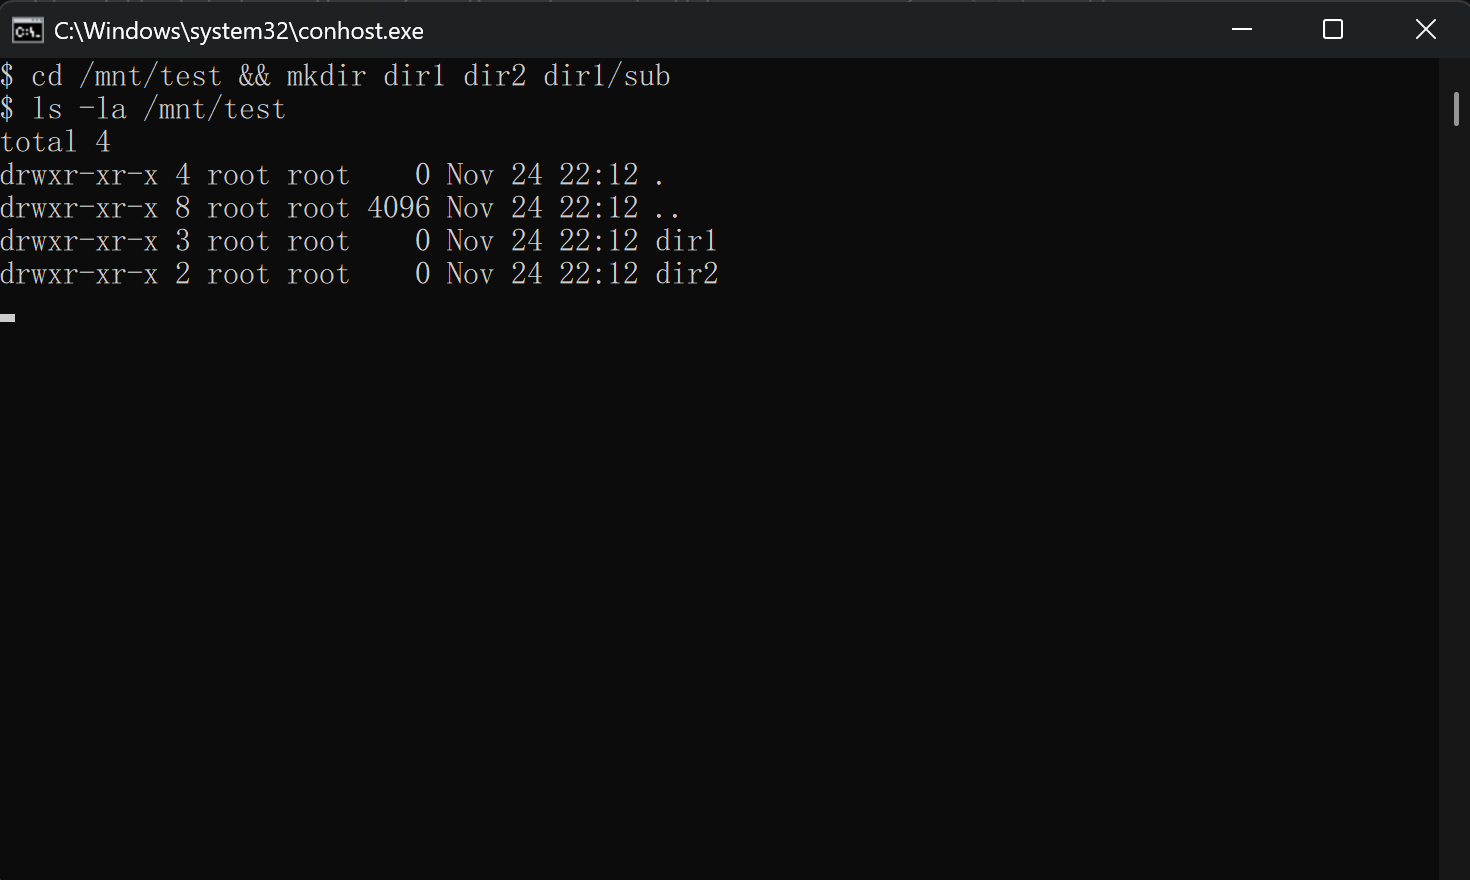 C:\Windows\system32\conhost.exe
$ cd /mnt/test && mkdir dir1 dir2 dir1/sub
$ ls -la /mnt/test
total 4
drwxr-xr-x 4 root root    0 Nov 24 22:12 .
drwxr-xr-x 8 root root 4096 Nov 24 22:12 ..
drwxr-xr-x 3 root root    0 Nov 24 22:12 dir1
drwxr-xr-x 2 root root    0 Nov 24 22:12 dir2